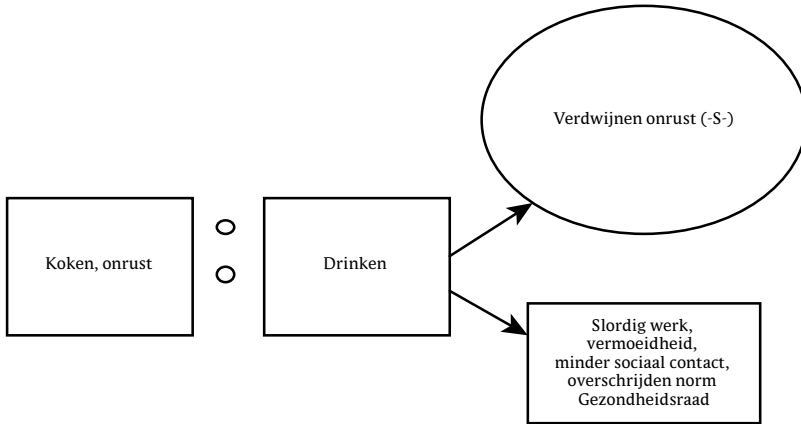 Verdwijnen onrust (-S-)
Koken, onrust
Drinken
Slordig werk,
vermoeidheid,
minder sociaal contact,
overschrijden norm
Gezondheidsraad